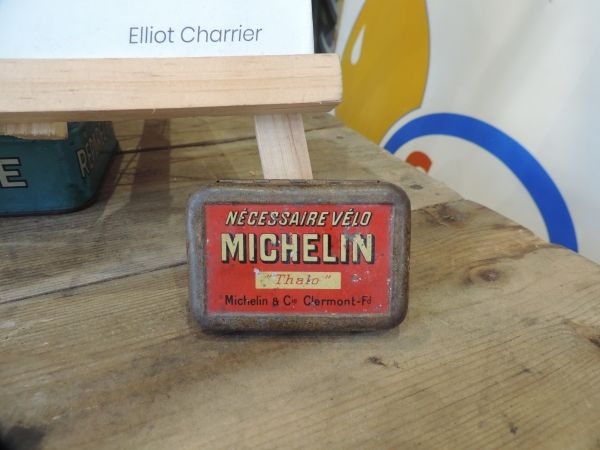 Elliot Charrier
E
NÉCESSAIRE VÉLO
MICHELIN
"Thalo"
Michelin & Cie Clermont-Fd